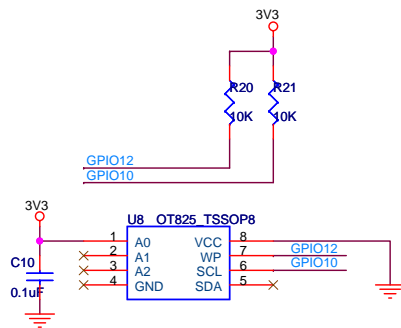 3V3
R20 R21
10K 10K
GPIO12
GPIO10
3V3
U8 OT825_TSSOP8
1 A0 VCC 8
2 A1 WP 7 GPIO12
3 A2 SCL 6 GPIO10
4 GND SDA 5
C10
0.1uF